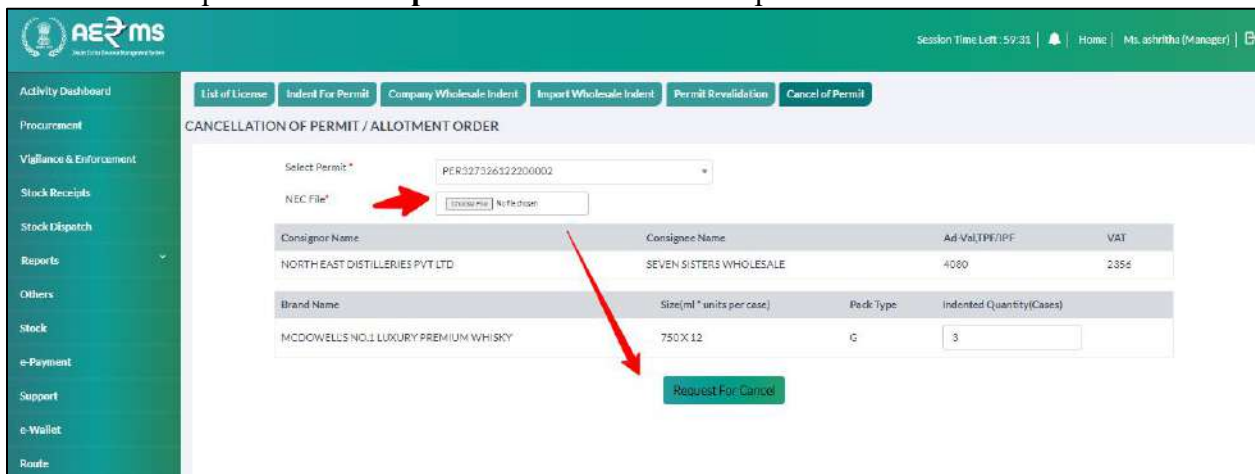 AERMS
Session Time Left : 59:31 | Home | Ms. ashritha (Manager) |
Activity Dashboard
List of License Indent For Permit Company Wholesale Indent Import Wholesale Indent Permit Revalidation Cancel of Permit
Procurement
CANCELLATION OF PERMIT / ALLOTMENT ORDER
Vigilance & Enforcement
Select Permit *
PER327326122200002
Stock Receipts
NEC File*
Choose File No file chosen
Stock Dispatch
Consignor Name Consignee Name Ad-Val,TPF/IPF VAT
Reports
NORTH EAST DISTILLERIES PVT LTD SEVEN SISTERS WHOLESALE 4080 2356
Others
Brand Name Size(ml * units per case) Pack Type Indented Quantity(Cases)
Stock
MCDOWELL'S NO.1 LUXURY PREMIUM WHISKY 750 X 12 G 3
e-Payment
Support
Request For Cancel
e-Wallet
Route